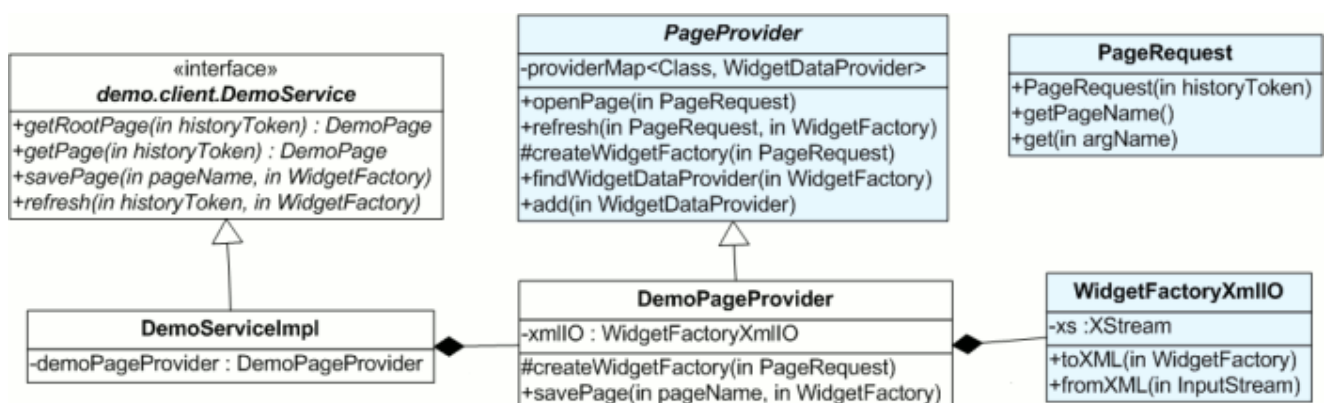 «interface»
demo.client.DemoService
+getRootPage(in historyToken) : DemoPage
+getPage(in historyToken) : DemoPage
+savePage(in pageName, in WidgetFactory)
+refresh(in historyToken, in WidgetFactory)
PageProvider
-providerMap<Class, WidgetDataProvider>
+openPage(in PageRequest)
+refresh(in PageRequest, in WidgetFactory)
#createWidgetFactory(in PageRequest)
+findWidgetDataProvider(in WidgetFactory)
+add(in WidgetDataProvider)
PageRequest
+PageRequest(in historyToken)
+getPageName()
+get(in argName)
DemoServiceImpl
-demoPageProvider : DemoPageProvider
DemoPageProvider
-xmlIO : WidgetFactoryXmlIO
#createWidgetFactory(in PageRequest)
+savePage(in pageName, in WidgetFactory)
WidgetFactoryXmlIO
-xs :XStream
+toXML(in WidgetFactory)
+fromXML(in InputStream)